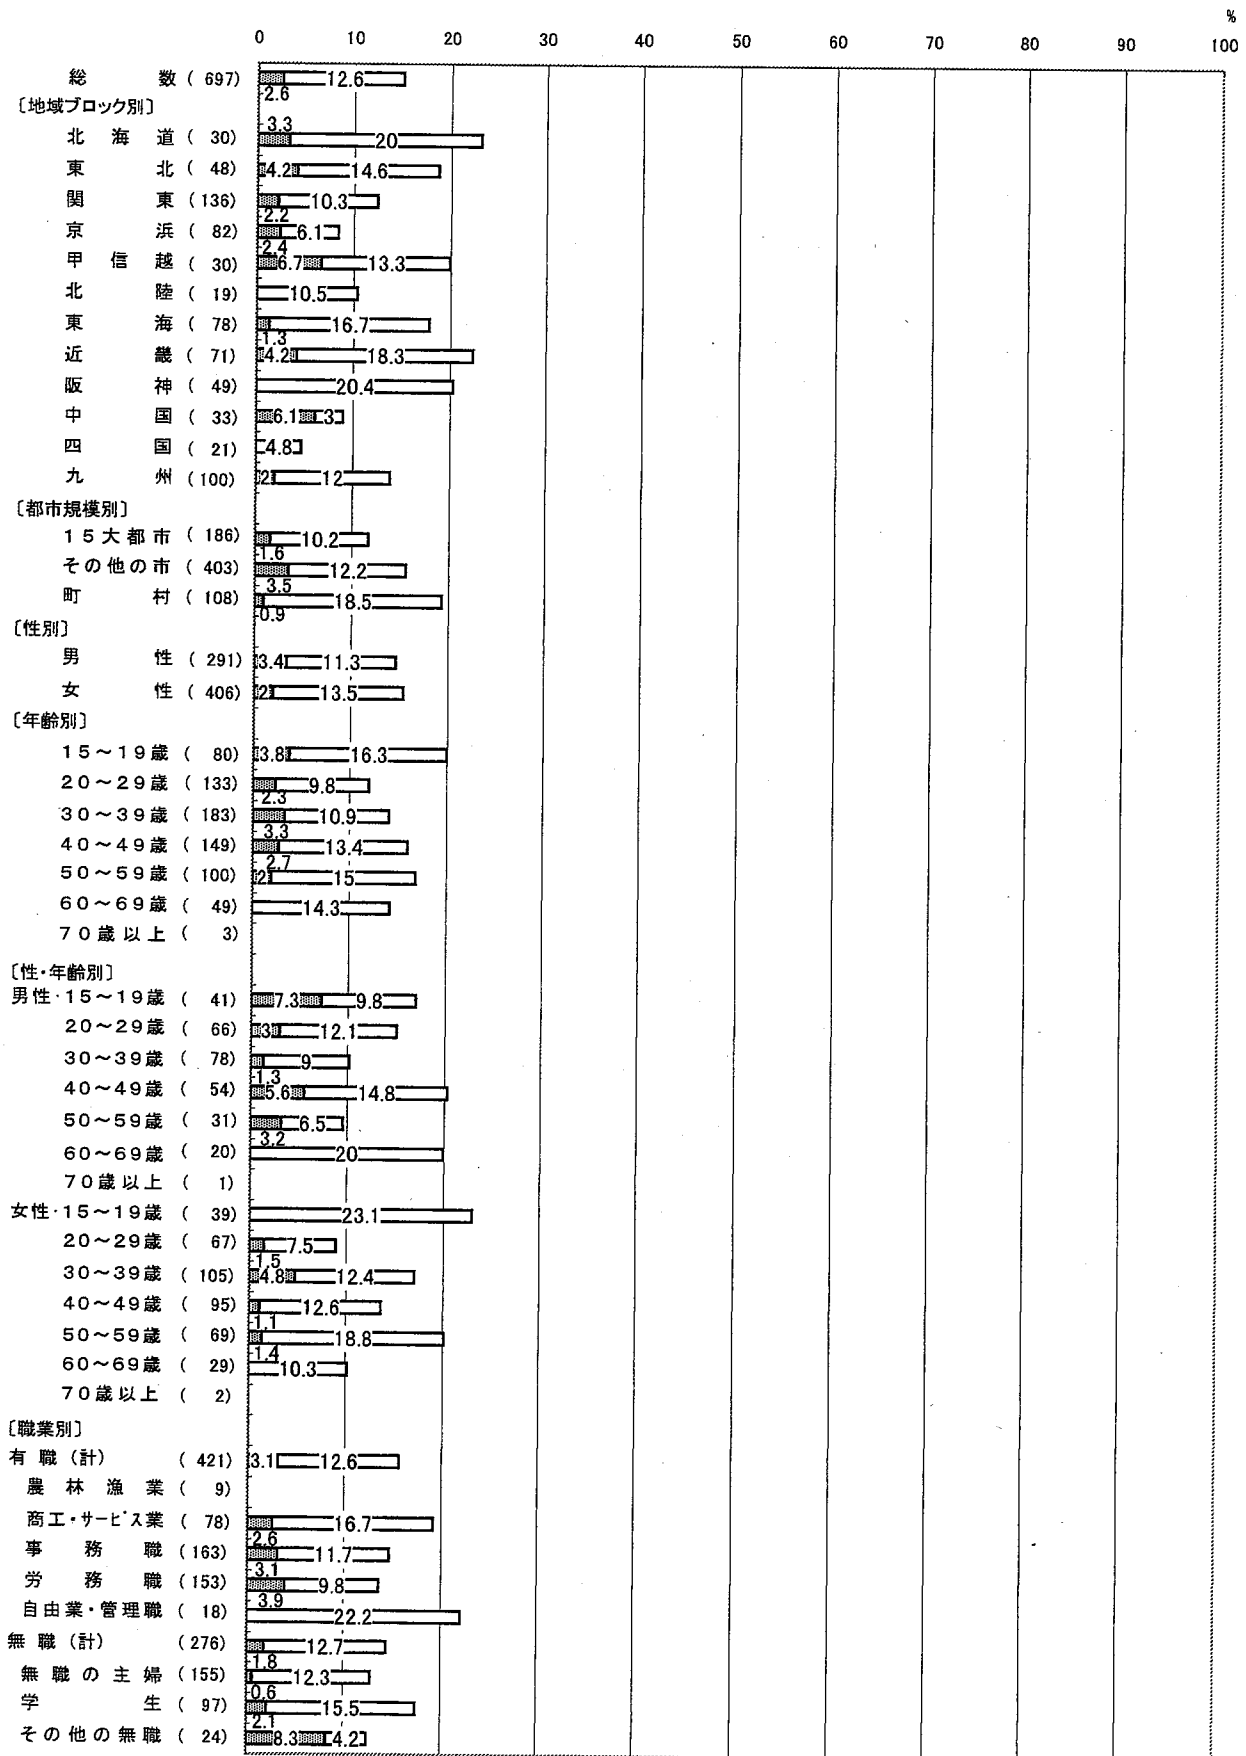 %
0 10 20 30 40 50 60 70 80 90 100
総数 ( 697) 12.6
2.6
〔地域ブロック別〕
3.3
北海道 ( 30) 20
東北 ( 48) 4.2 14.6
関東 (136) 10.3
2.2
京浜 ( 82) 6.1
2.4
甲信越 ( 30) 6.7 13.3
北陸 ( 19) 10.5
東海 ( 78) 16.7
1.3
近畿 ( 71) 4.2 18.3
阪神 ( 49) 20.4
中国 ( 33) 6.1 3
四国 ( 21) 4.8
九州 (100) 2 12
〔都市規模別〕
15大都市 ( 186) 10.2
1.6
その他の市 ( 403) 12.2
3.5
町村 ( 108) 18.5
0.9
〔性別〕
男性 ( 291) 3.4 11.3
女性 ( 406) 2 13.5
〔年齢別〕
15～19歳 ( 80) 3.8 16.3
20～29歳 ( 133) 9.8
2.3
30～39歳 ( 183) 10.9
3.3
40～49歳 ( 149) 13.4
2.7
50～59歳 ( 100) 2 15
60～69歳 ( 49) 14.3
70歳以上 ( 3)
〔性・年齢別〕
男性・15～19歳 ( 41) 7.3 9.8
20～29歳 ( 66) 3 12.1
30～39歳 ( 78) 9
1.3
40～49歳 ( 54) 5.6 14.8
50～59歳 ( 31) 6.5
3.2
60～69歳 ( 20) 20
70歳以上 ( 1)
女性・15～19歳 ( 39) 23.1
20～29歳 ( 67) 7.5
1.5
30～39歳 ( 105) 4.8 12.4
40～49歳 ( 95) 12.6
1.1
50～59歳 ( 69) 18.8
1.4
60～69歳 ( 29) 10.3
70歳以上 ( 2)
〔職業別〕
有職(計) ( 421) 3.1 12.6
農林漁業 ( 9)
商工・サービス業 ( 78) 16.7
2.6
事務職 (163) 11.7
3.1
労務職 (153) 9.8
3.9
自由業・管理職 ( 18) 22.2
無職(計) (276) 12.7
1.8
無職の主婦 (155) 12.3
0.6
学生 ( 97) 15.5
2.1
その他の無職 ( 24) 8.3 4.2